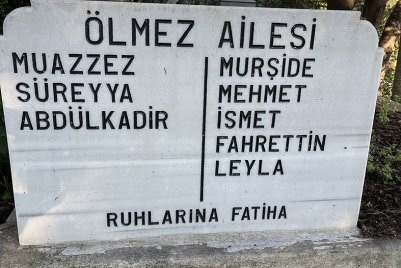 ÖLMEZ AİLESİ
MUAZZEZ
SÜREYYA
ABDÜLKADİR
MURŞİDE
MEHMET
İSMET
FAHRETTİN
LEYLA
RUHLARINA FATİHA